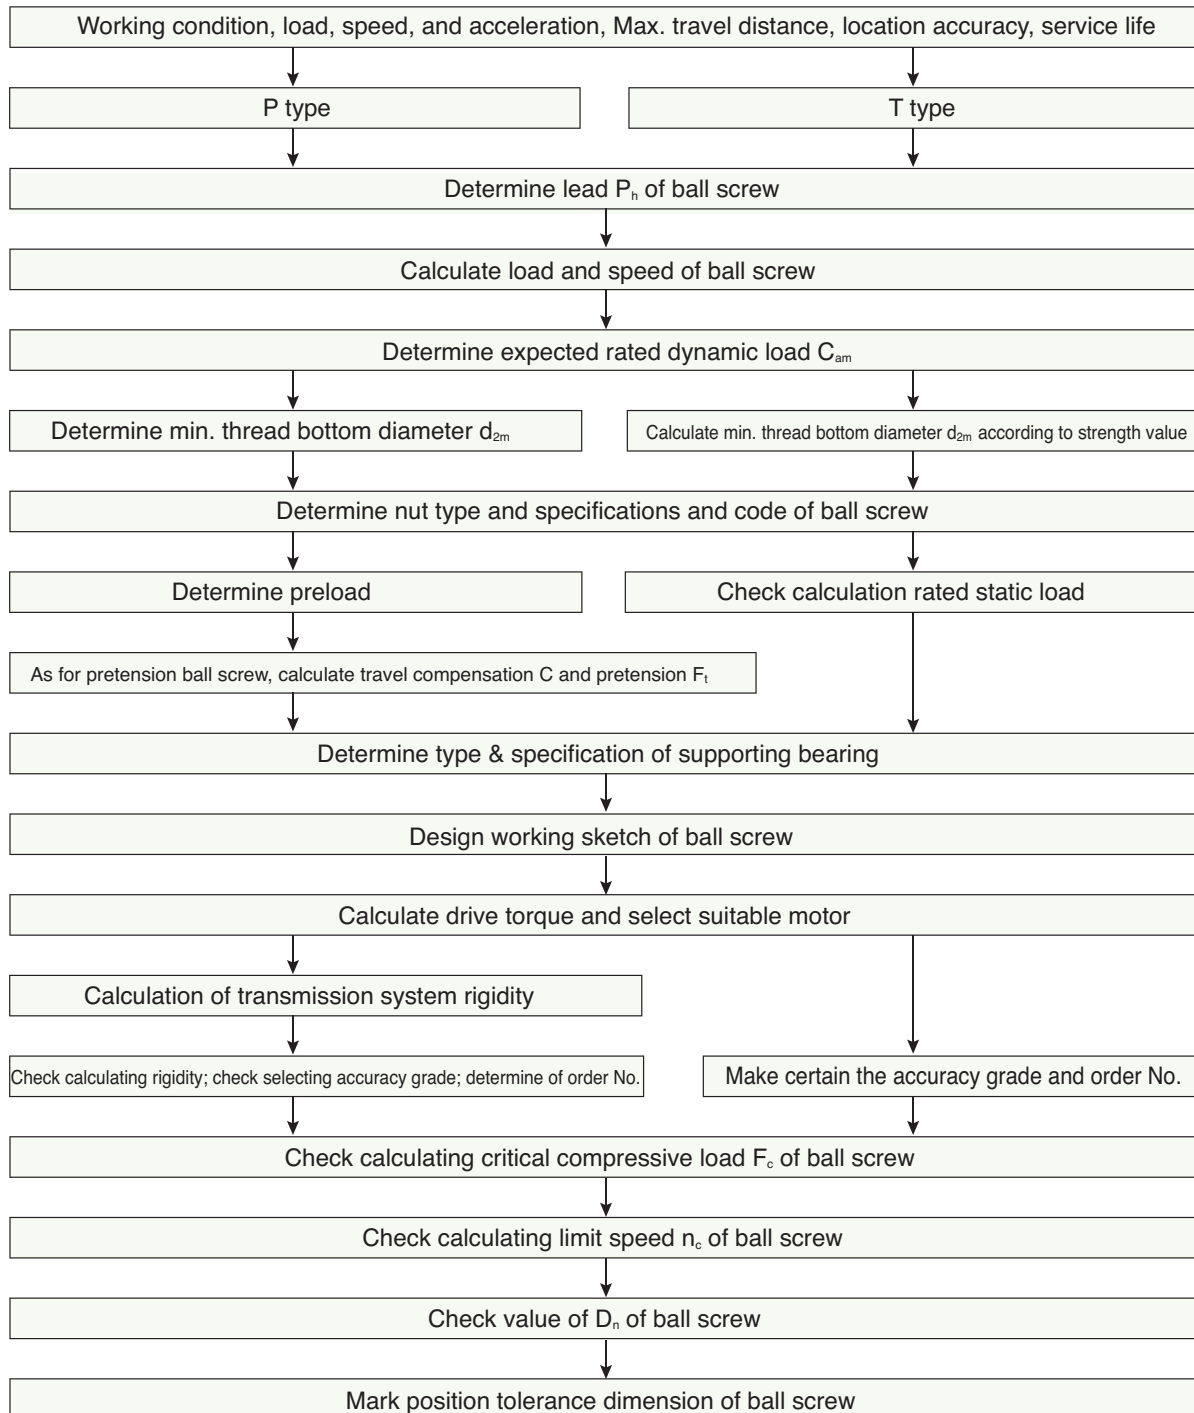 Working condition, load, speed, and acceleration, Max. travel distance, location accuracy, service life
P type
T type
Determine lead Pₕ of ball screw
Calculate load and speed of ball screw
Determine expected rated dynamic load Cₐₘ
Determine min. thread bottom diameter d₂ₘ
Calculate min. thread bottom diameter d₂ₘ according to strength value
Determine nut type and specifications and code of ball screw
Determine preload
Check calculation rated static load
As for pretension ball screw, calculate travel compensation C and pretension Fₜ
Determine type & specification of supporting bearing
Design working sketch of ball screw
Calculate drive torque and select suitable motor
Calculation of transmission system rigidity
Check calculating rigidity; check selecting accuracy grade; determine of order No.
Make certain the accuracy grade and order No.
Check calculating critical compressive load F꜀ of ball screw
Check calculating limit speed n꜀ of ball screw
Check value of Dₙ of ball screw
Mark position tolerance dimension of ball screw